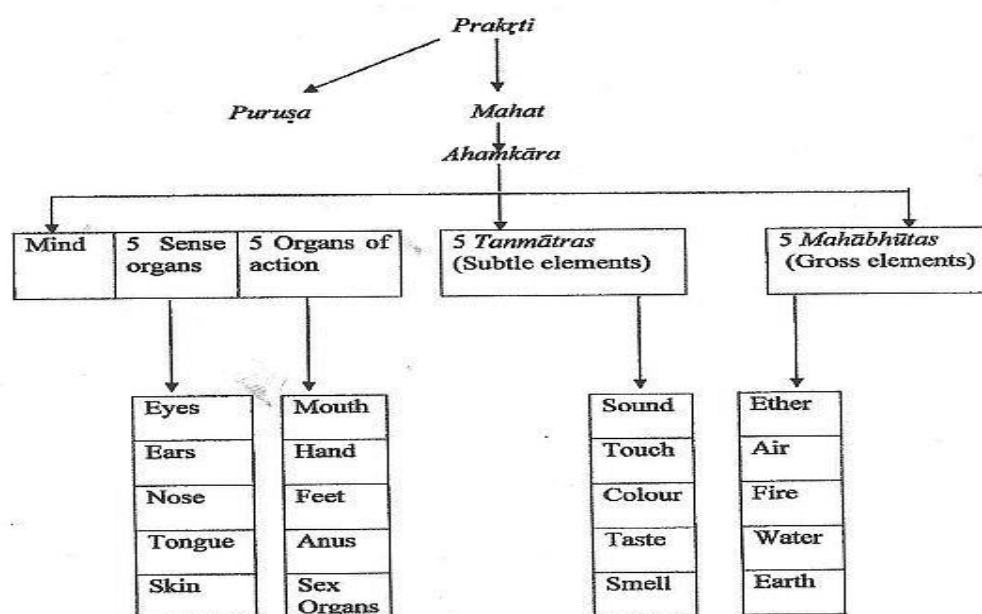 Prakṛti
Puruṣa
Mahat
Ahaṁkāra
Mind
5 Sense
organs
5 Organs of
action
5 Tanmātras
(Subtle elements)
5 Mahābhūtas
(Gross elements)
Eyes
Ears
Nose
Tongue
Skin
Mouth
Hand
Feet
Anus
Sex
Organs
Sound
Touch
Colour
Taste
Smell
Ether
Air
Fire
Water
Earth